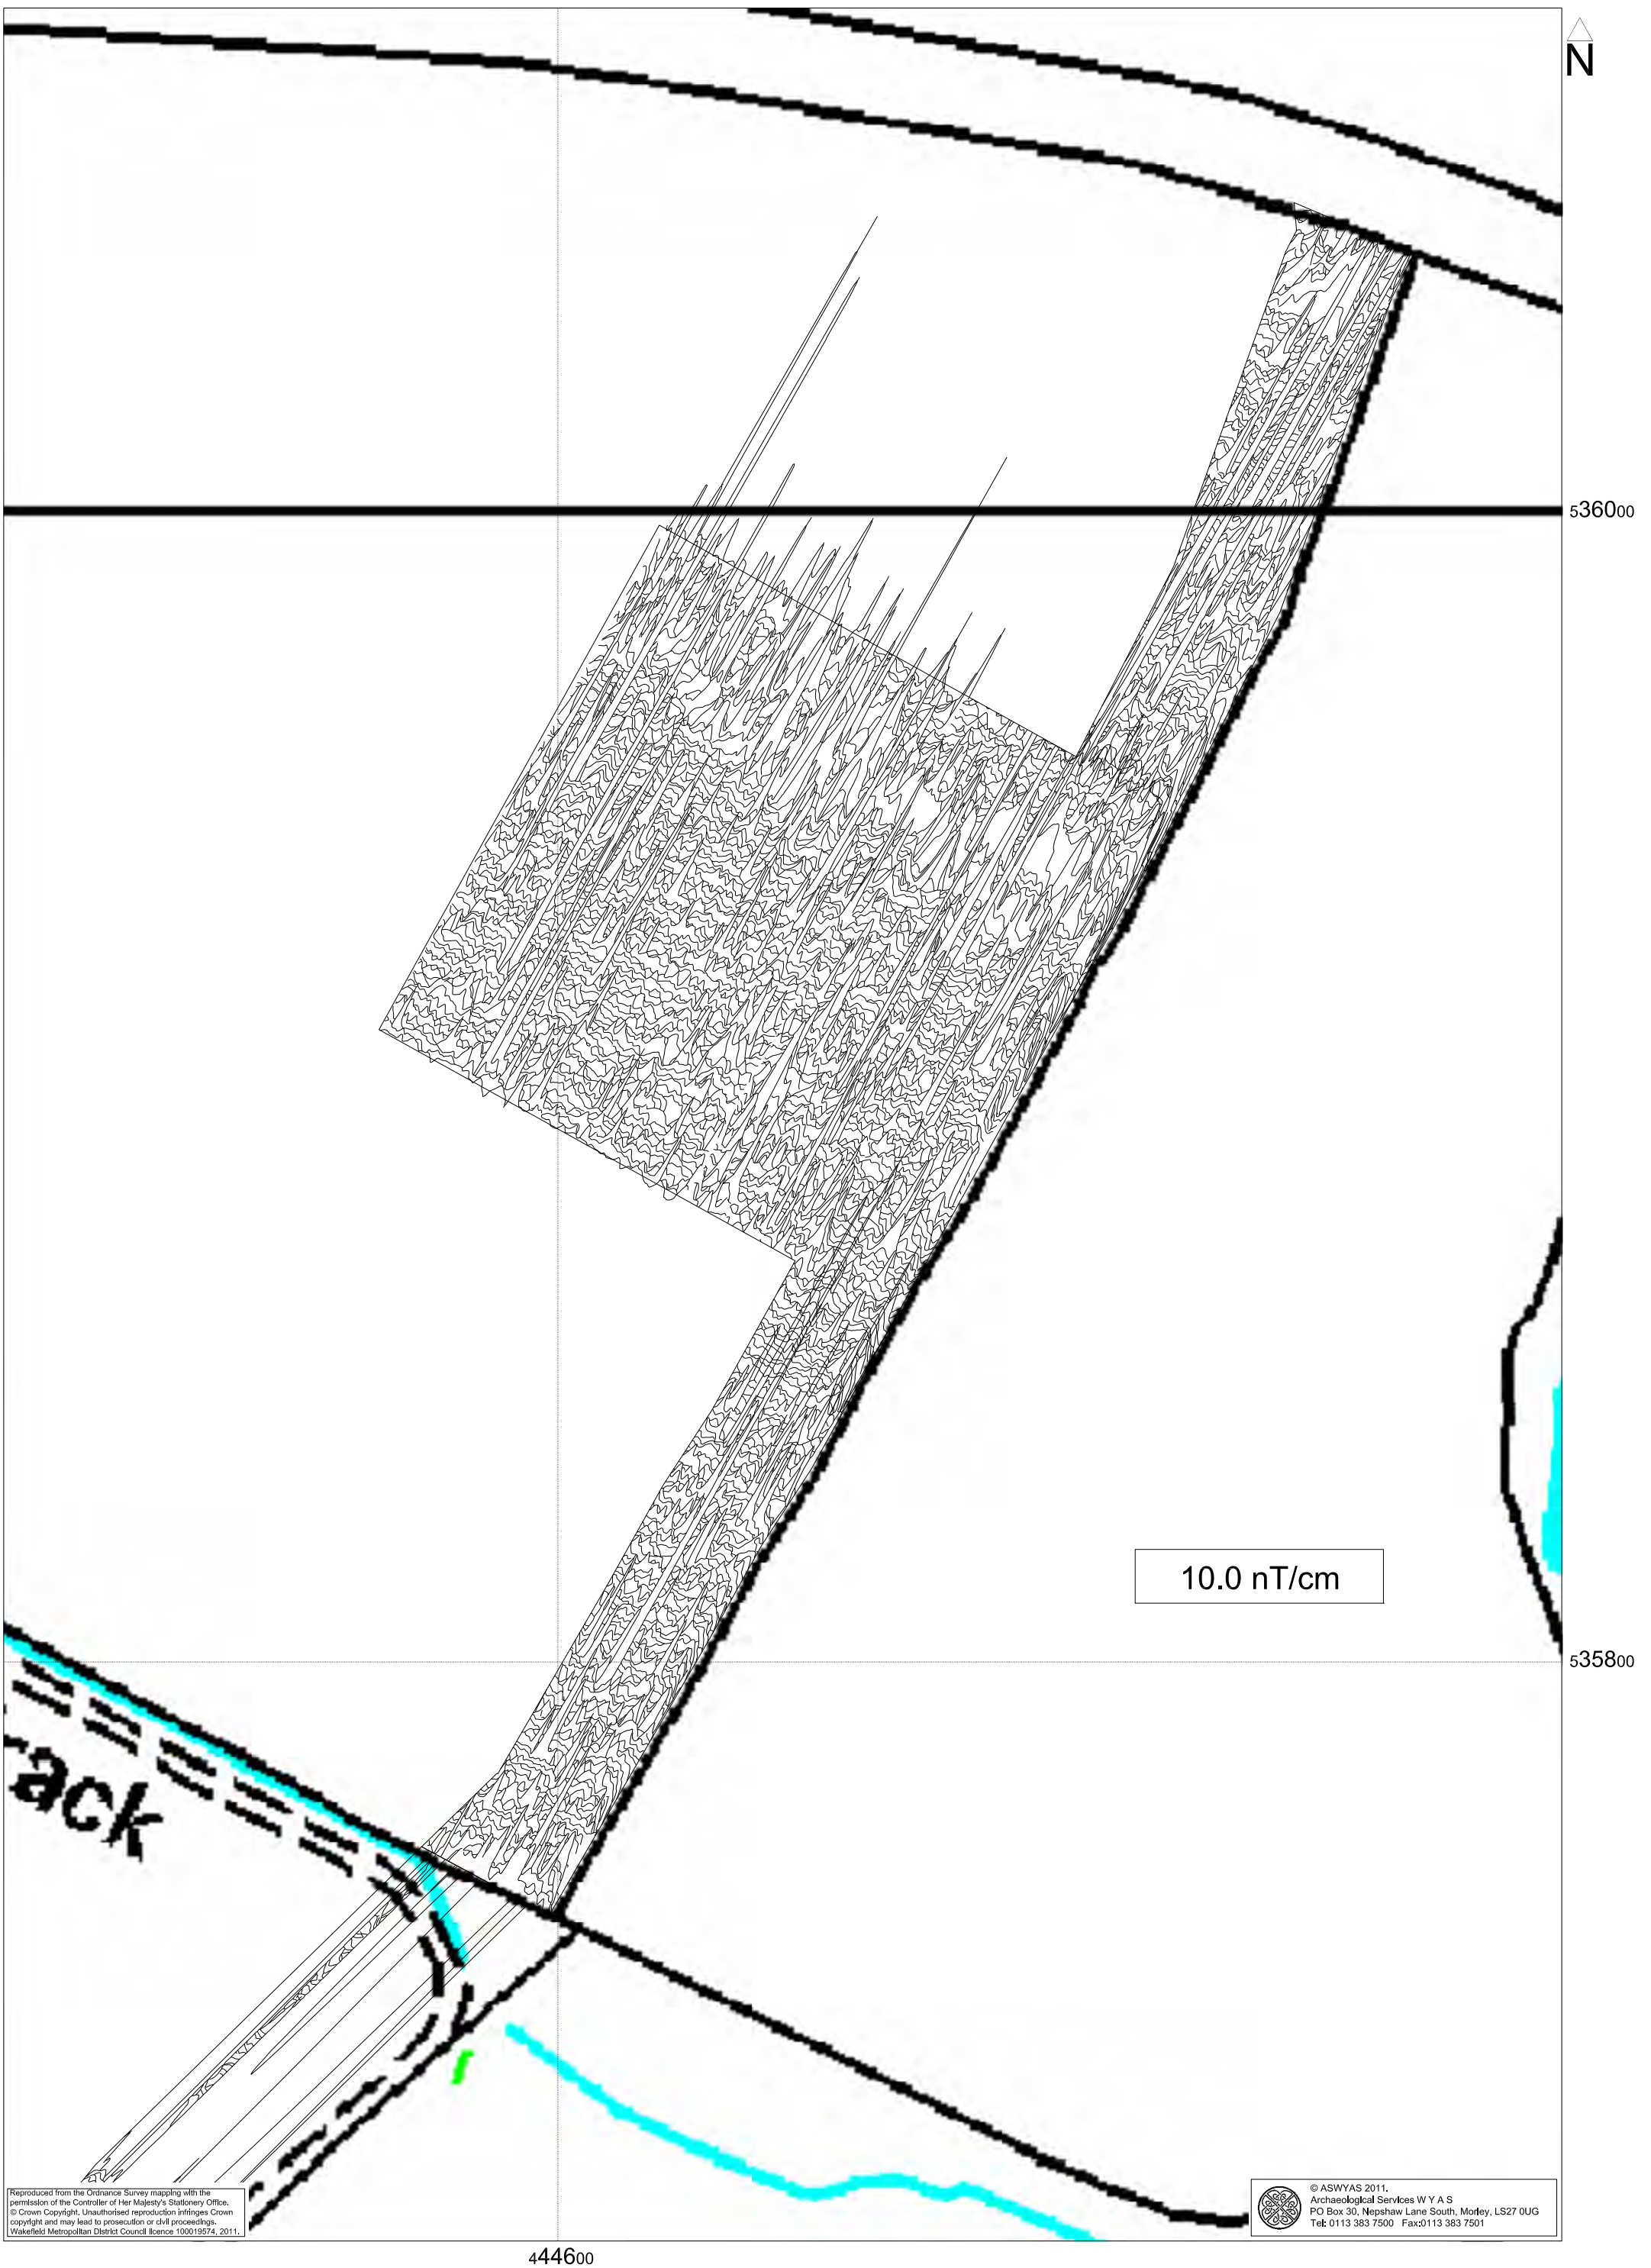 N
53600
10.0 nT/cm
53580
ack
Reproduced from the Ordnance Survey mapping with the
permission of the Controller of Her Majesty's Stationery Office.
© Crown Copyright, Unauthorised reproduction infringes Crown
copyright and may lead to prosecution or civil proceedings.
Wakefield Metropolitan District Council licence 100019574, 2011.
© ASWYAS 2011.
Archaeological Services W Y A S
PO Box 30, Nepshaw Lane South, Morley, LS27 0UG
Tel: 0113 383 7500 Fax:0113 383 7501
444600